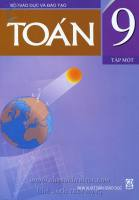 BỘ GIÁO DỤC VÀ ĐÀO TẠO
TOÁN 9
TẬP MỘT
NHÀ XUẤT BẢN GIÁO DỤC